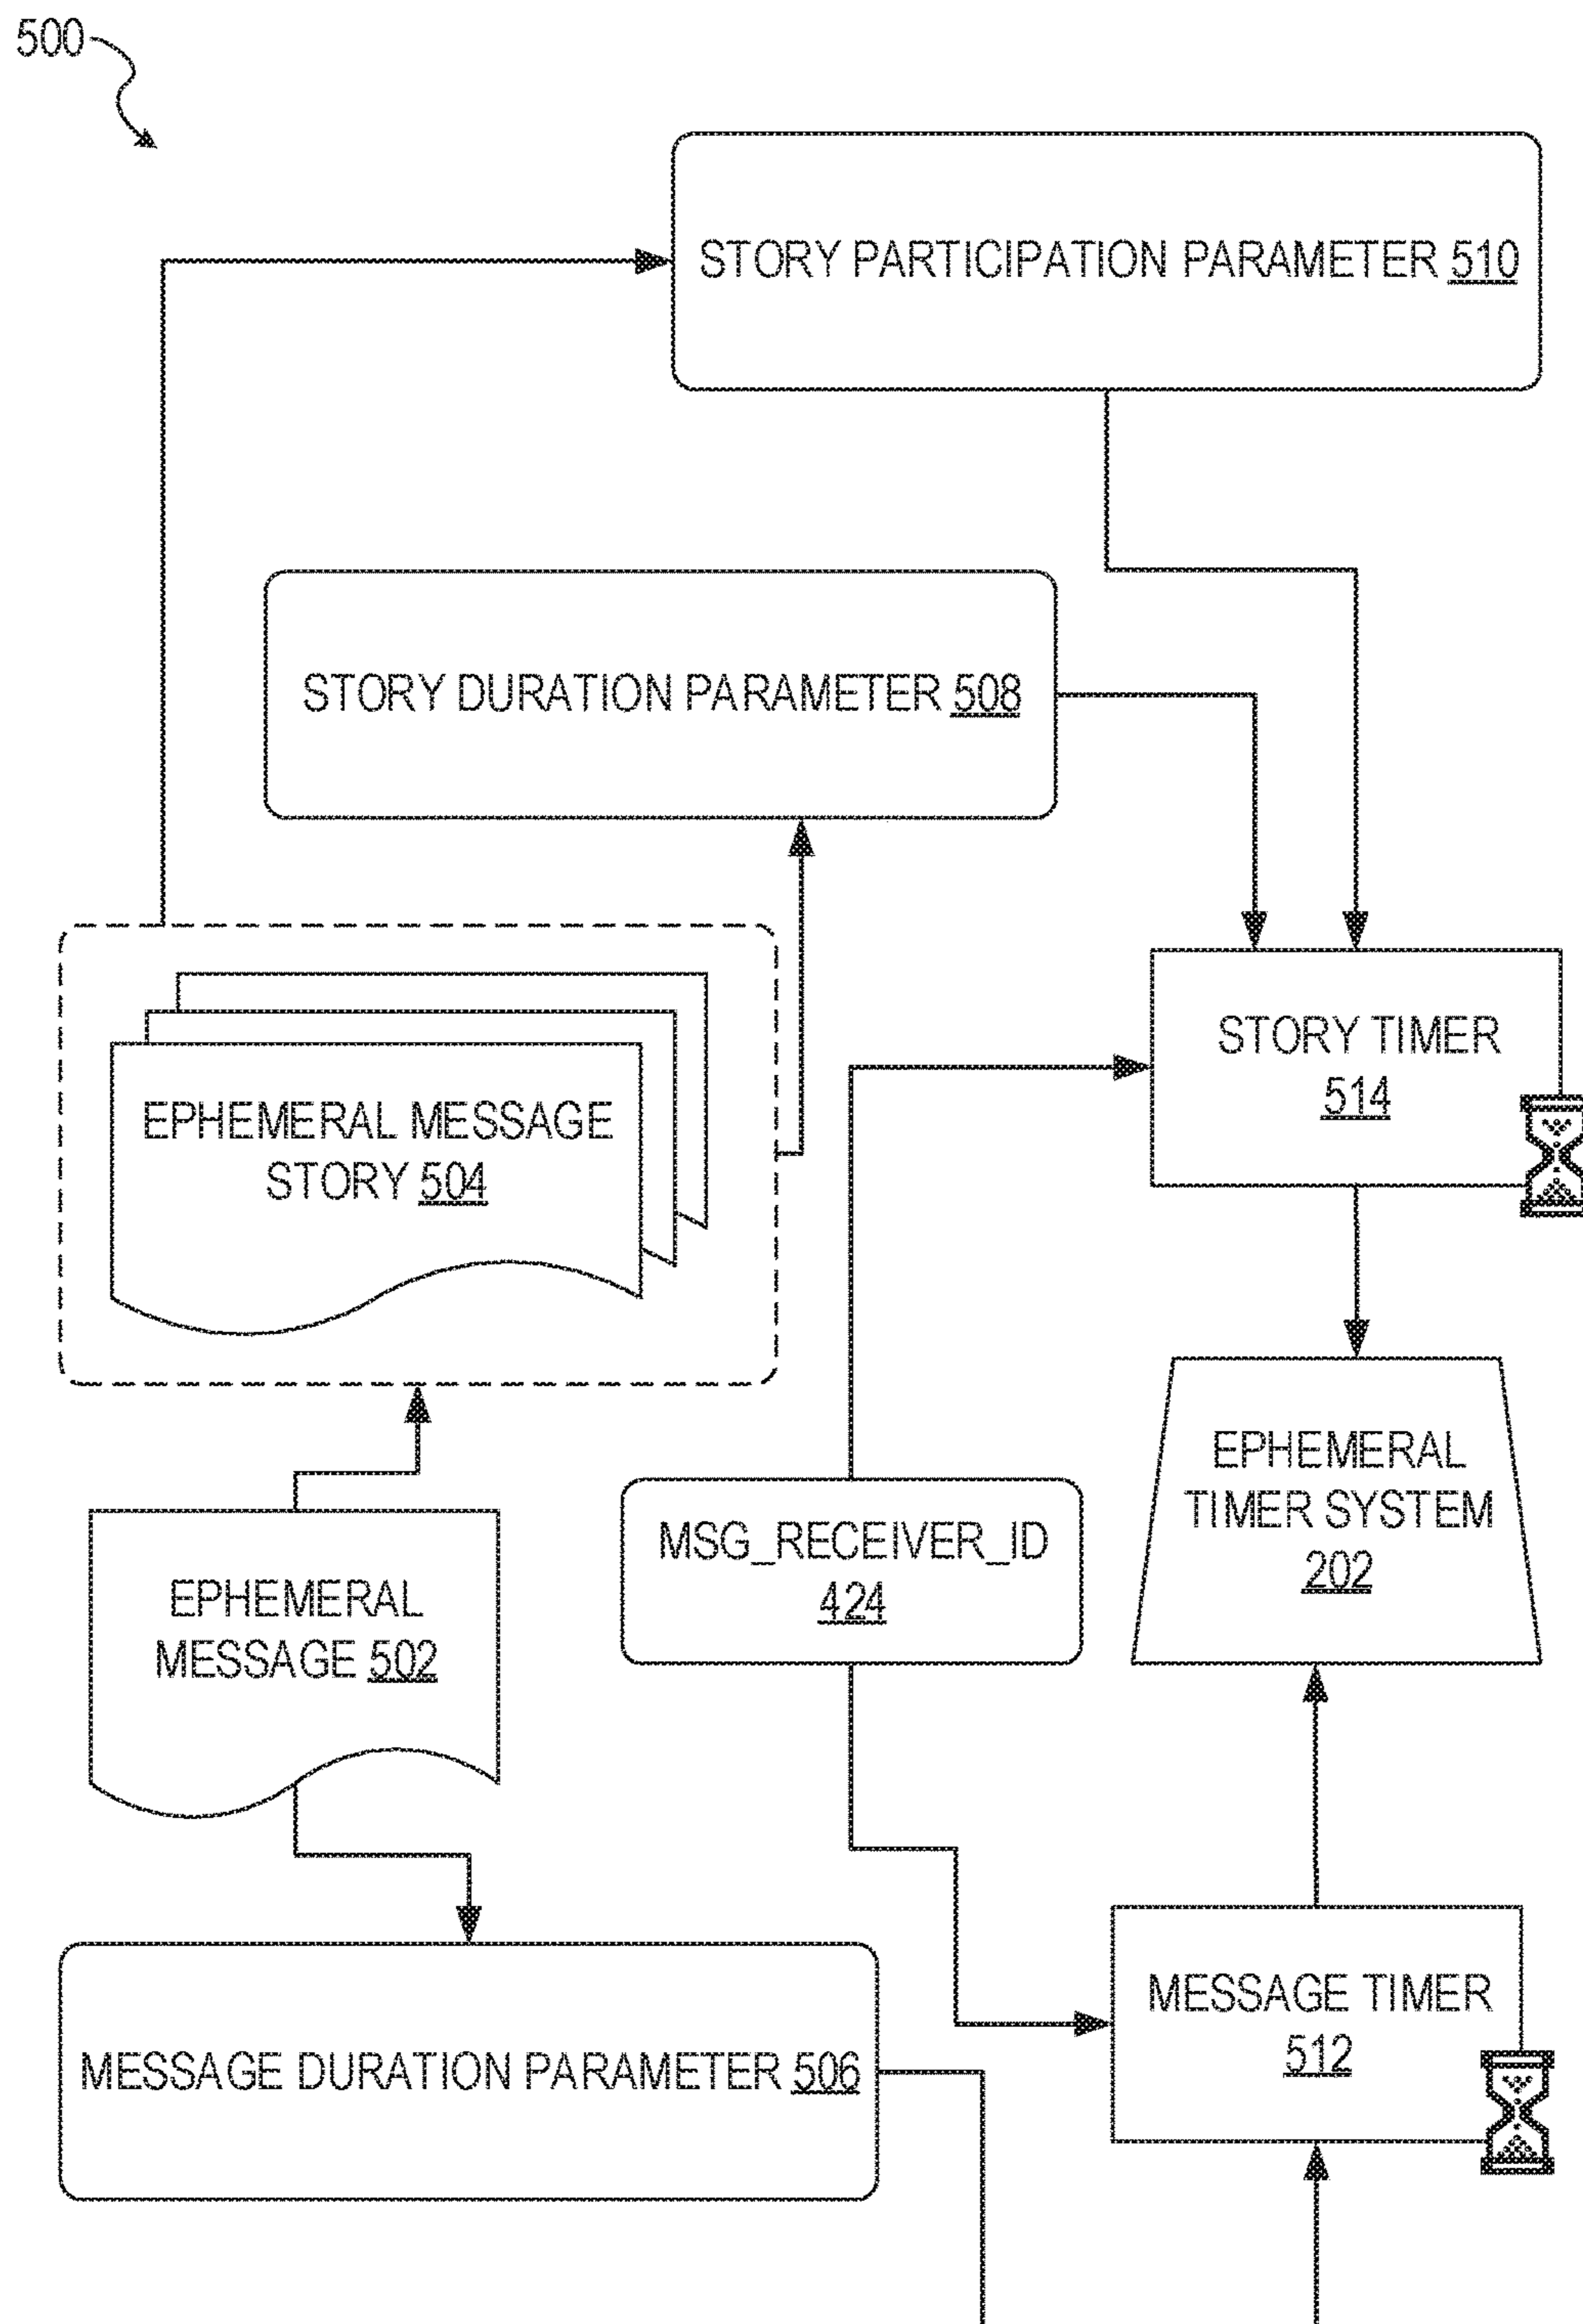 500
STORY PARTICIPATION PARAMETER 510
STORY DURATION PARAMETER 508
STORY TIMER
514
EPHEMERAL MESSAGE
STORY 504
EPHEMERAL
TIMER SYSTEM
202
MSG_RECEIVER_ID
424
EPHEMERAL
MESSAGE 502
MESSAGE TIMER
512
MESSAGE DURATION PARAMETER 506